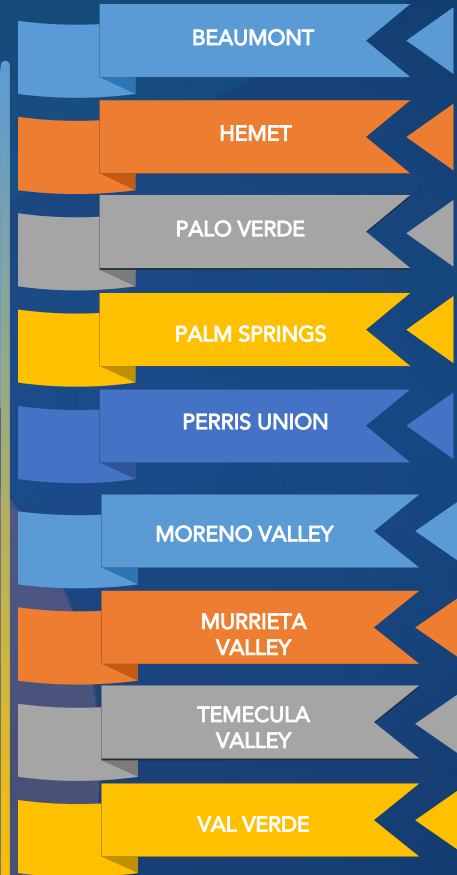 BEAUMONT
HEMET
PALO VERDE
PALM SPRINGS
PERRIS UNION
MORENO VALLEY
MURRIETA
VALLEY
TEMECULA
VALLEY
VAL VERDE